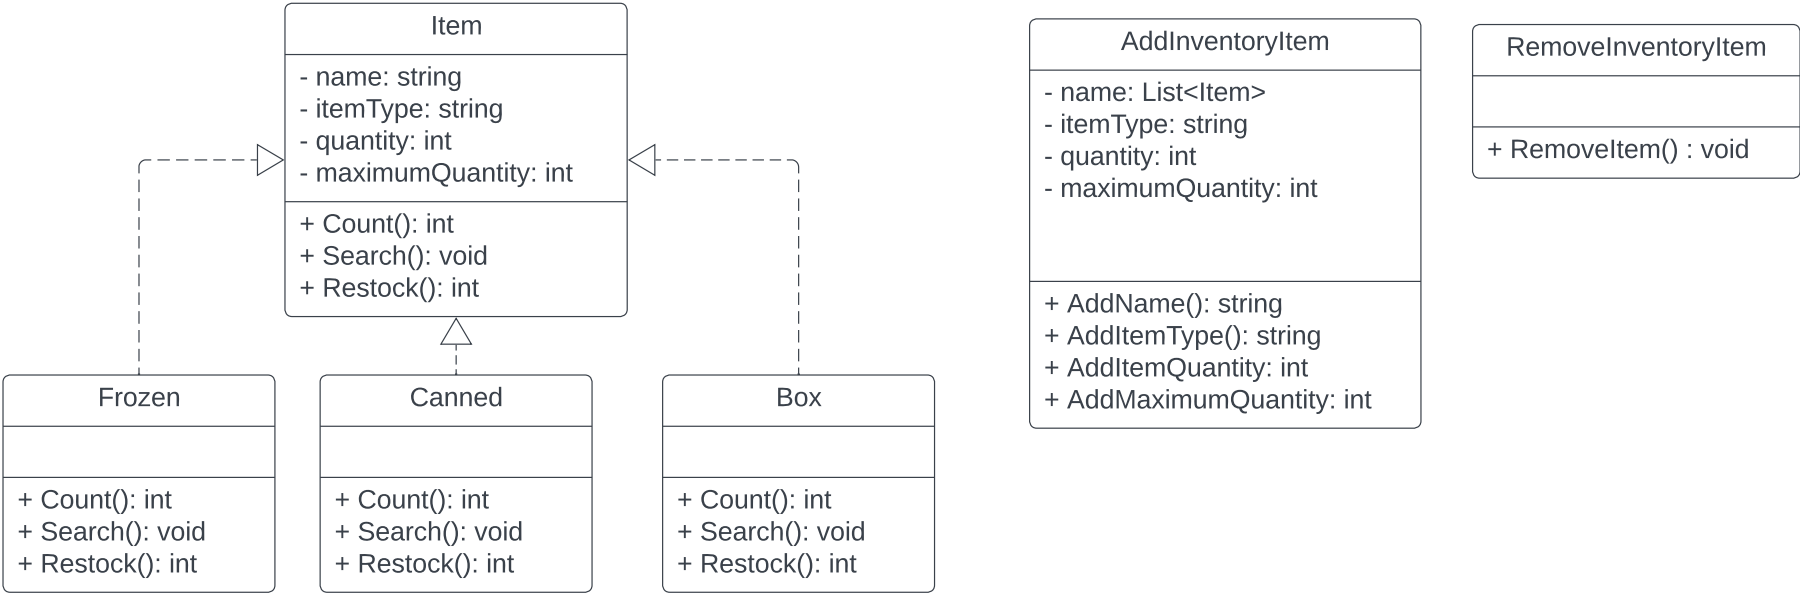 Item
- name: string
- itemType: string
- quantity: int
- maximumQuantity: int
+ Count(): int
+ Search(): void
+ Restock(): int
Frozen
+ Count(): int
+ Search(): void
+ Restock(): int
Canned
+ Count(): int
+ Search(): void
+ Restock(): int
Box
+ Count(): int
+ Search(): void
+ Restock(): int
AddInventoryItem
- name: List<Item>
- itemType: string
- quantity: int
- maximumQuantity: int
+ AddName(): string
+ AddItemType(): string
+ AddItemQuantity: int
+ AddMaximumQuantity: int
RemoveInventoryItem
+ RemoveItem() : void